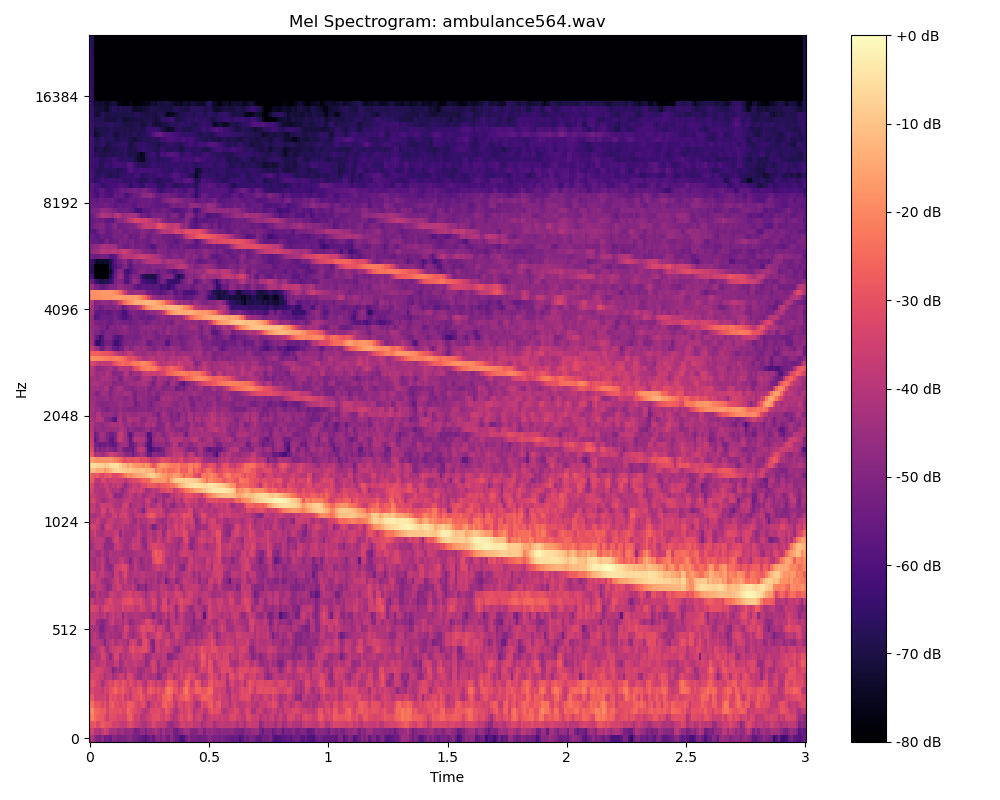 Mel Spectrogram: ambulance564.wav
Hz
16384
8192
4096
2048
1024
512
0
0 0.5 1 1.5 2 2.5 3
Time
+0 dB
-10 dB
-20 dB
-30 dB
-40 dB
-50 dB
-60 dB
-70 dB
-80 dB